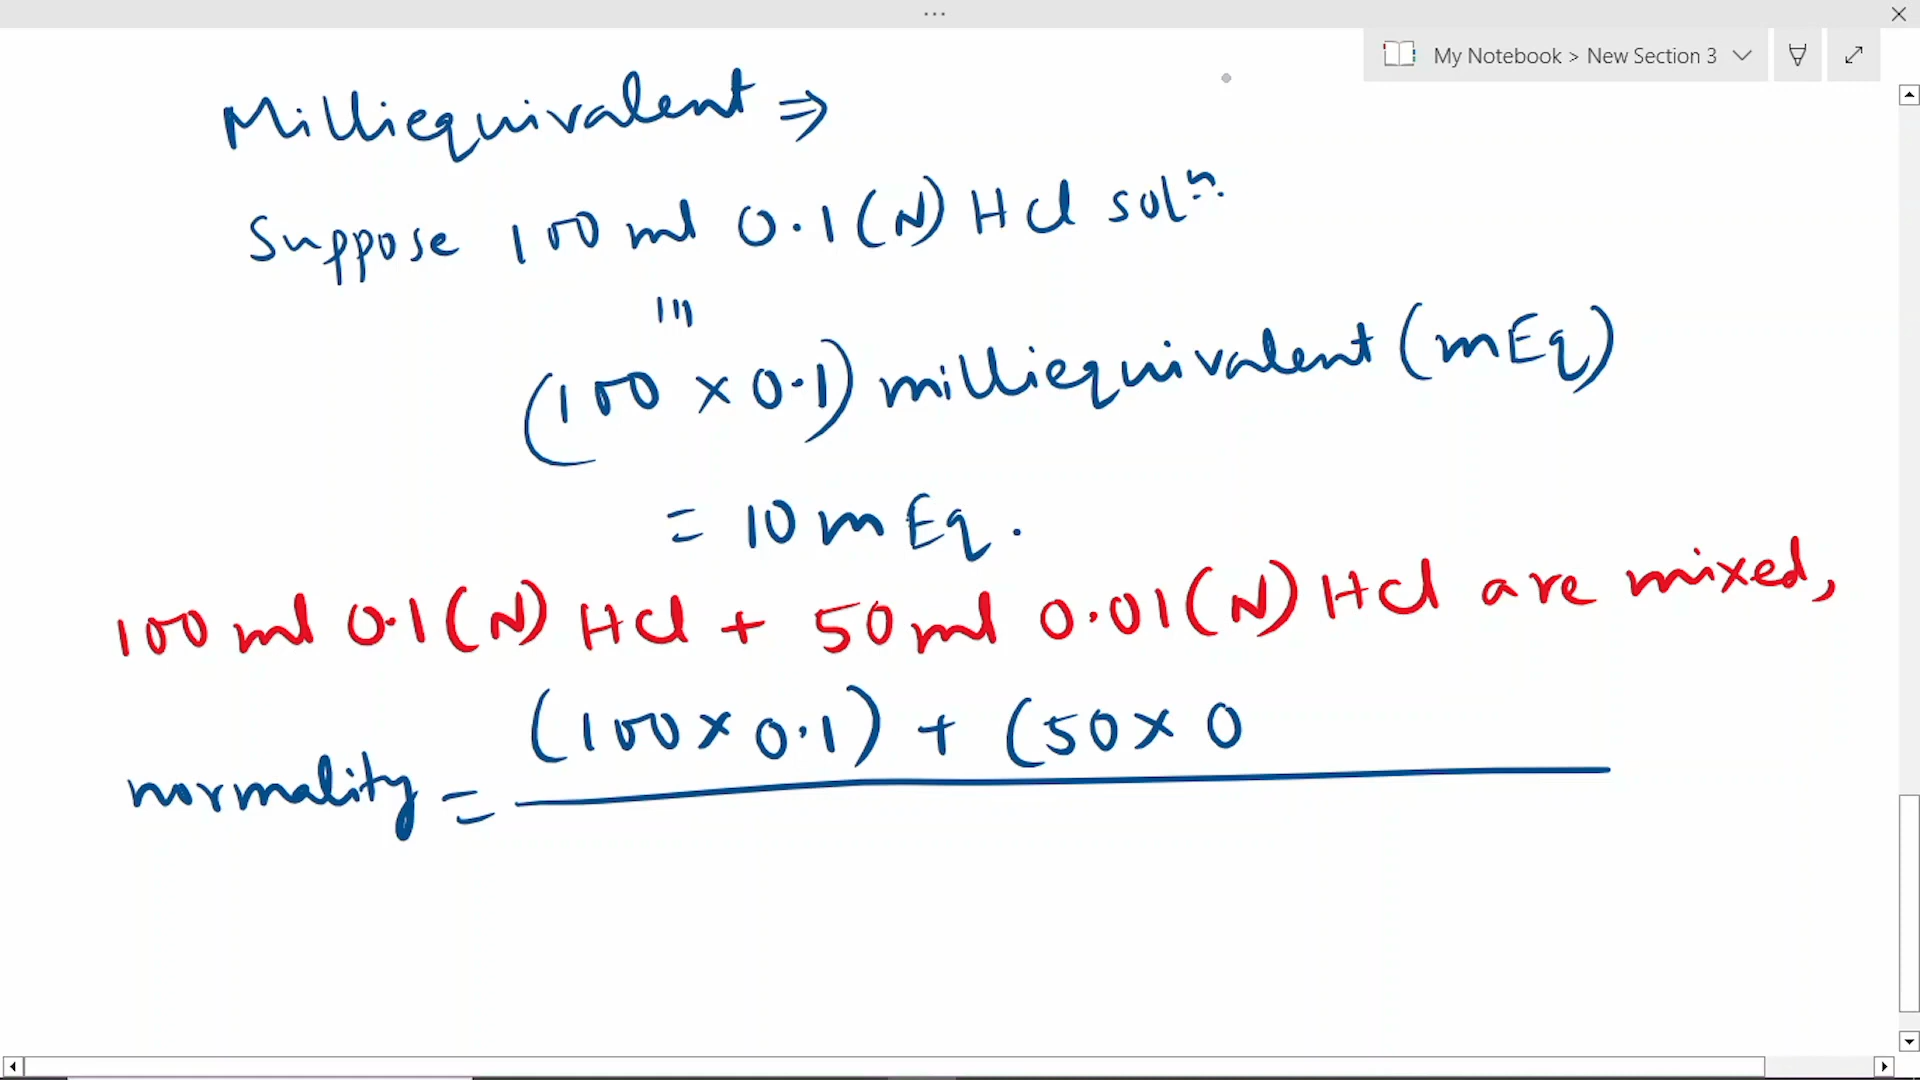 ...
My Notebook > New Section 3
Milliequivalent ⇒
Suppose 100 ml 0.1(N) HCl solⁿ.
≡
(100 × 0.1) milliequivalent (mEq)
= 10 mEq.
100 ml 0.1(N) HCl + 50 ml 0.01(N) HCl are mixed,
(100 × 0.1) + (50 × 0
normality =